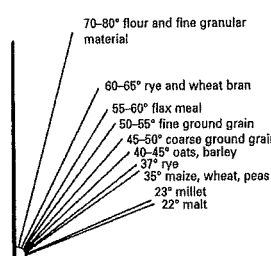 70–80° flour and fine granular
material
60–65° rye and wheat bran
55–60° flax meal
50–55° fine ground grain
45–50° coarse ground grain
40–45° oats, barley
37° rye
35° maize, wheat, peas
23° millet
22° malt